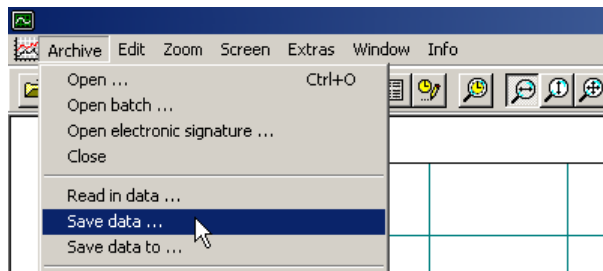 Archive Edit Zoom Screen Extras Window Info
Open ... Ctrl+O
Open batch ...
Open electronic signature ...
Close
Read in data ...
Save data ...
Save data to ...